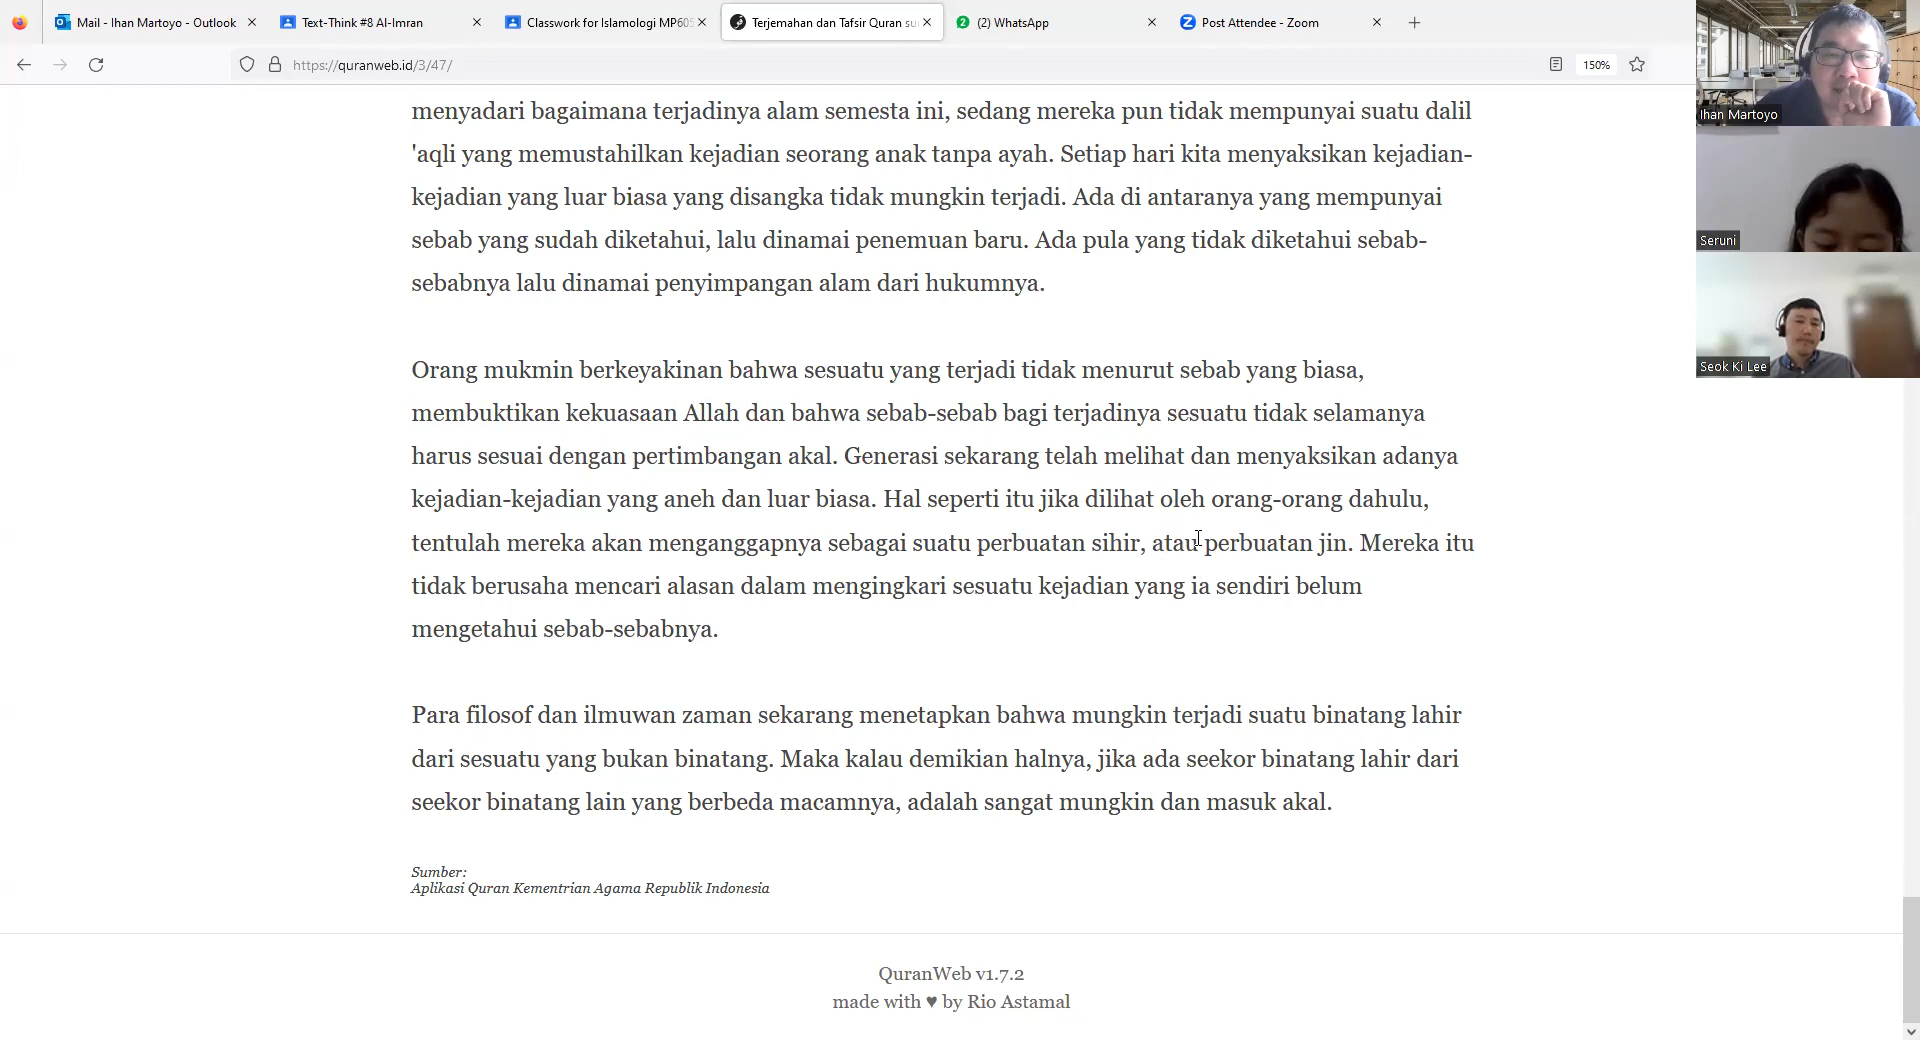 Mail - Ihan Martoyo - Outlook
Text-Think #8 Al-Imran
Classwork for Islamologi MP605
Terjemahan dan Tafsir Quran su
2
(2) WhatsApp
Post Attendee - Zoom
https://quranweb.id/3/47/
150%
menyadari bagaimana terjadinya alam semesta ini, sedang mereka pun tidak mempunyai suatu dalil
'aqli yang memustahilkan kejadian seorang anak tanpa ayah. Setiap hari kita menyaksikan kejadian-
kejadian yang luar biasa yang disangka tidak mungkin terjadi. Ada di antaranya yang mempunyai
sebab yang sudah diketahui, lalu dinamai penemuan baru. Ada pula yang tidak diketahui sebab-
sebabnya lalu dinamai penyimpangan alam dari hukumnya.
Orang mukmin berkeyakinan bahwa sesuatu yang terjadi tidak menurut sebab yang biasa,
membuktikan kekuasaan Allah dan bahwa sebab-sebab bagi terjadinya sesuatu tidak selamanya
harus sesuai dengan pertimbangan akal. Generasi sekarang telah melihat dan menyaksikan adanya
kejadian-kejadian yang aneh dan luar biasa. Hal seperti itu jika dilihat oleh orang-orang dahulu,
tentulah mereka akan menganggapnya sebagai suatu perbuatan sihir, atau perbuatan jin. Mereka itu
tidak berusaha mencari alasan dalam mengingkari sesuatu kejadian yang ia sendiri belum
mengetahui sebab-sebabnya.
Para filosof dan ilmuwan zaman sekarang menetapkan bahwa mungkin terjadi suatu binatang lahir
dari sesuatu yang bukan binatang. Maka kalau demikian halnya, jika ada seekor binatang lahir dari
seekor binatang lain yang berbeda macamnya, adalah sangat mungkin dan masuk akal.
Sumber:
Aplikasi Quran Kementrian Agama Republik Indonesia
QuranWeb v1.7.2
made with ♥ by Rio Astamal
Ihan Martoyo
Seruni
Seok Ki Lee